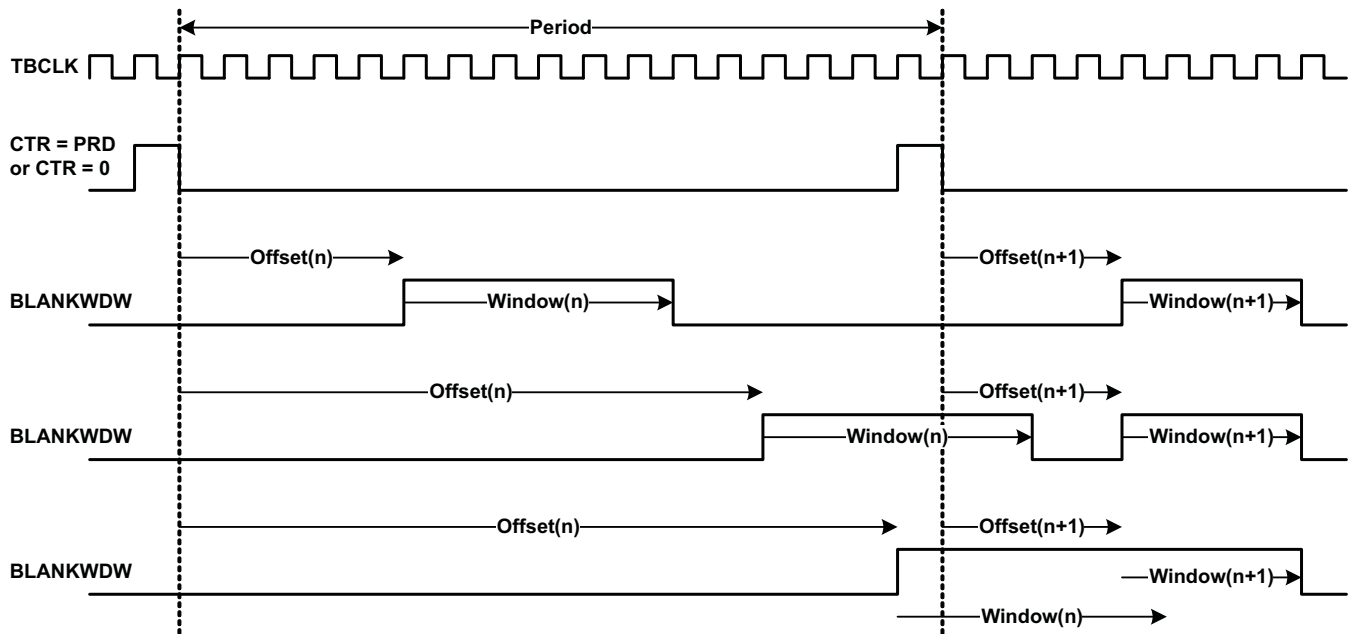 Period
TBCLK
CTR = PRD
or CTR = 0
Offset(n)
Offset(n+1)
BLANKWDW
Window(n)
Window(n+1)
Offset(n)
Offset(n+1)
BLANKWDW
Window(n)
Window(n+1)
Offset(n)
Offset(n+1)
BLANKWDW
Window(n+1)
Window(n)